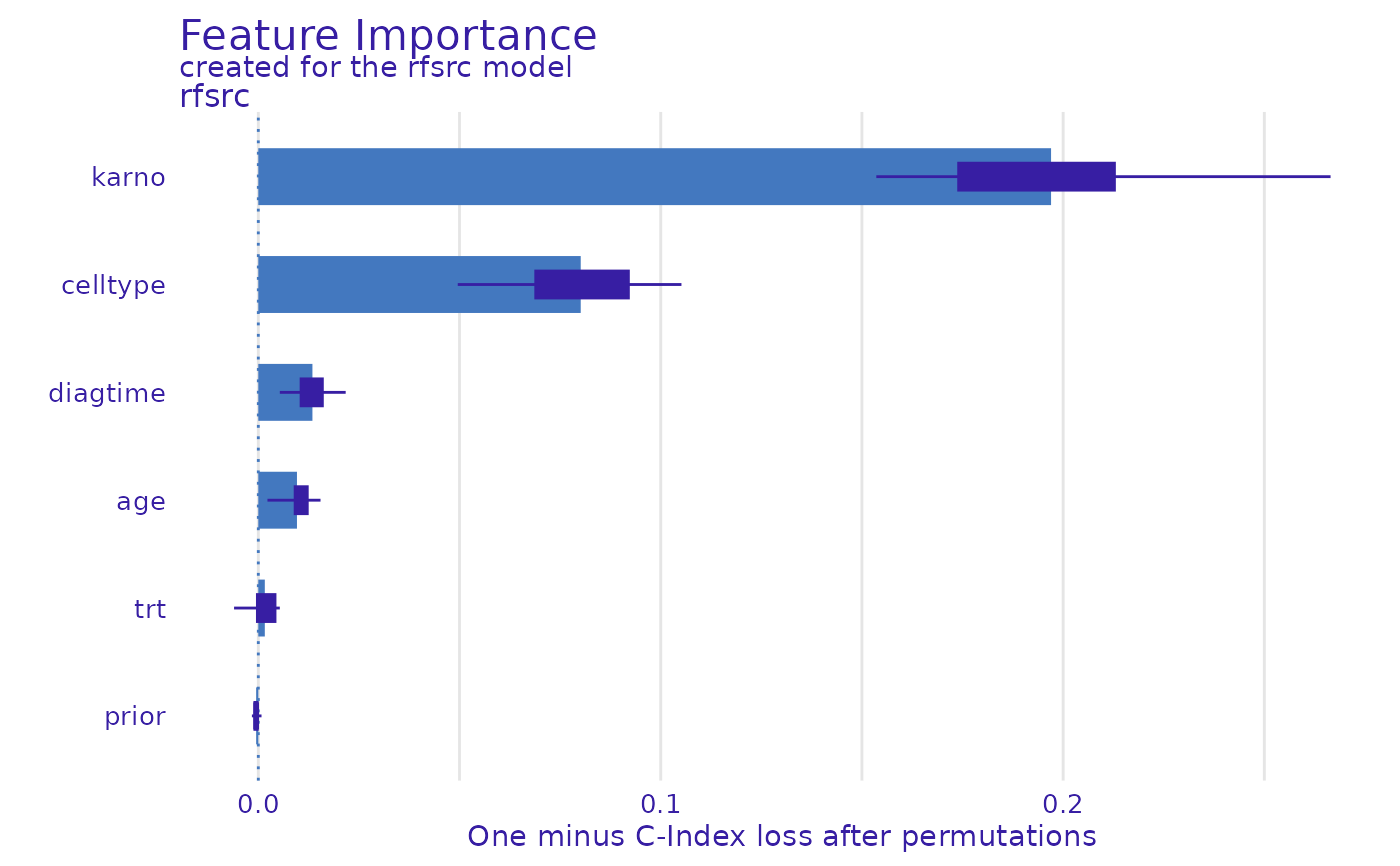 Feature Importance
created for the rfsrc model
rfsrc
karno
celltype
diagtime
age
trt
prior
0.0 0.1 0.2
One minus C-Index loss after permutations